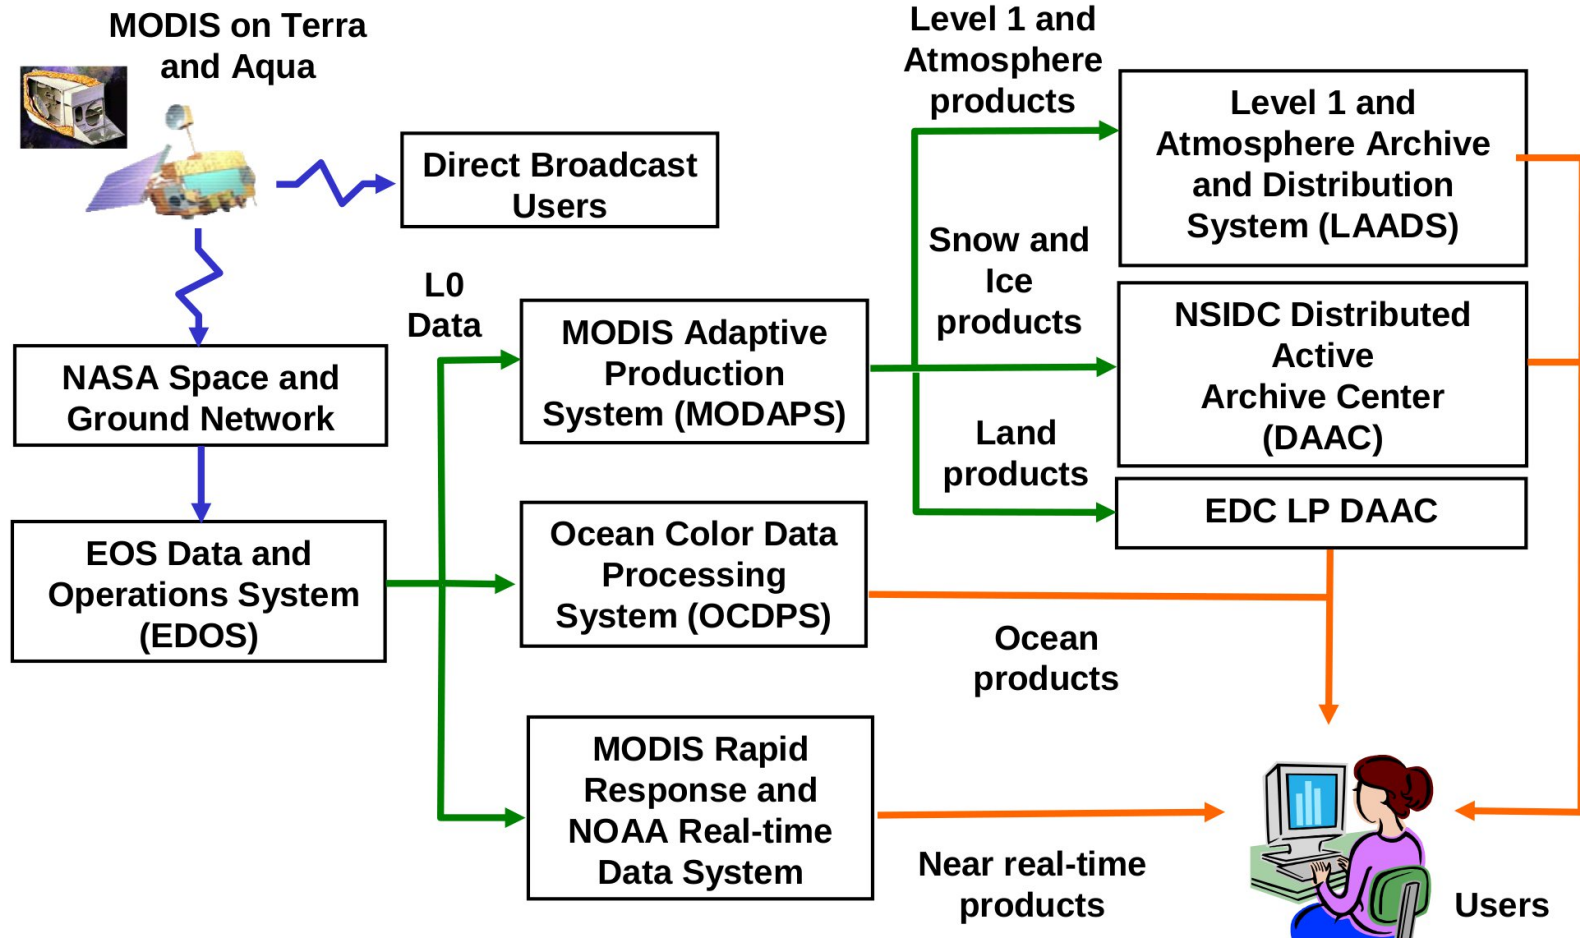 MODIS on Terra
and Aqua
Direct Broadcast
Users
NASA Space and
Ground Network
EOS Data and
Operations System
(EDOS)
L0
Data
MODIS Adaptive
Production
System (MODAPS)
Ocean Color Data
Processing
System (OCDPS)
MODIS Rapid
Response and
NOAA Real-time
Data System
Level 1 and
Atmosphere
products
Snow and
Ice
products
Land
products
Level 1 and
Atmosphere Archive
and Distribution
System (LAADS)
NSIDC Distributed
Active
Archive Center
(DAAC)
EDC LP DAAC
Ocean
products
Near real-time
products
Users